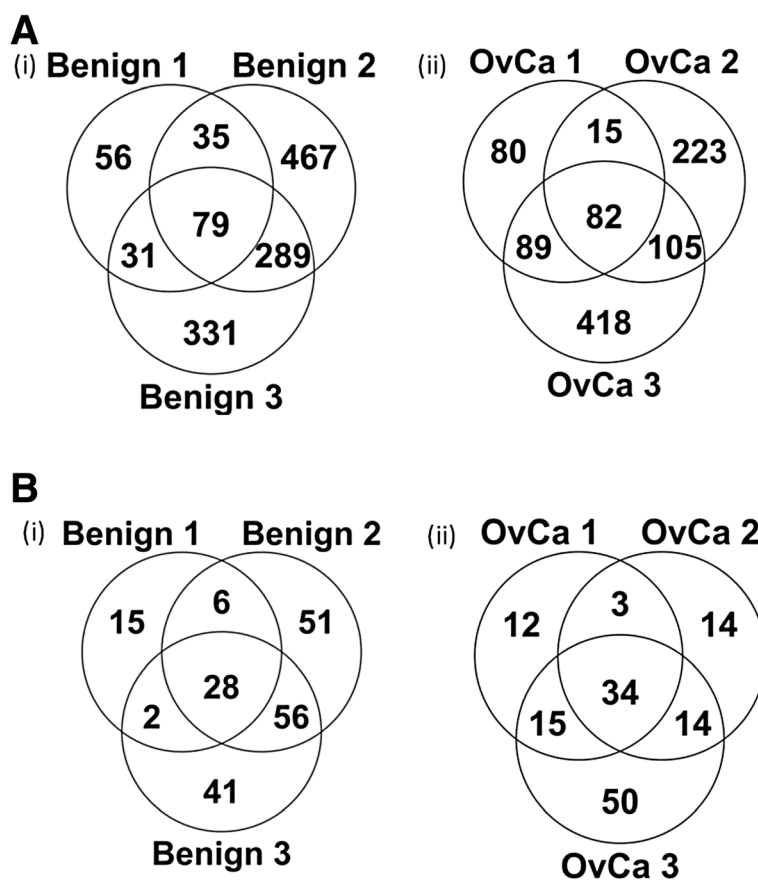 A
(i) Benign 1 Benign 2
56 35 467
79
31 289
331
Benign 3
(ii) OvCa 1 OvCa 2
80 15 223
82
89 105
418
OvCa 3
B
(i) Benign 1 Benign 2
15 6 51
28
2 56
41
Benign 3
(ii) OvCa 1 OvCa 2
12 3 14
34
15 14
50
OvCa 3